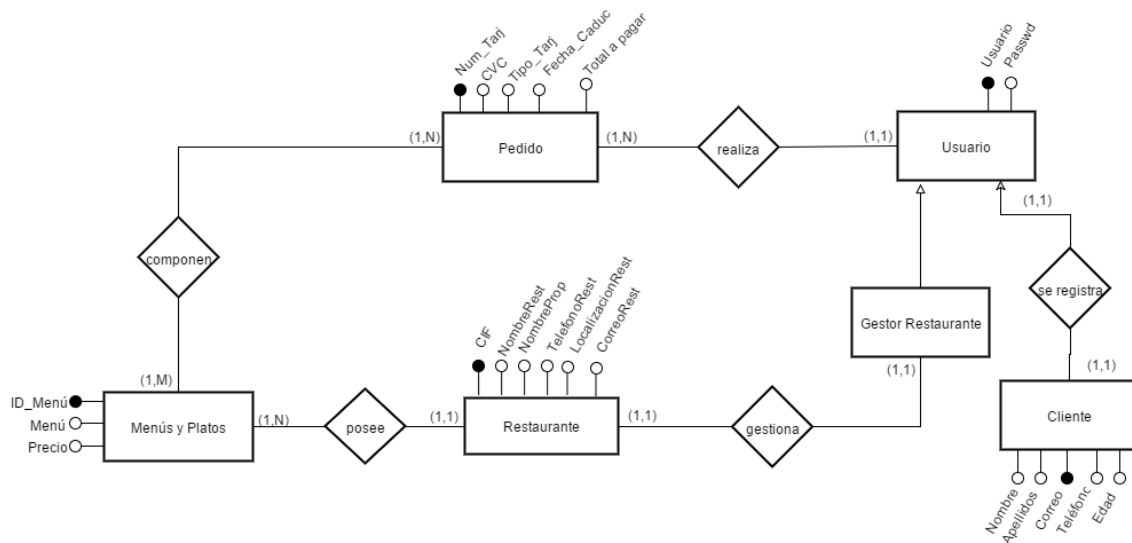 Num_Tarj
CVC
Tipo_Tarj
Fecha_Caduc
Total a pagar
Usuario
Passwd
(1,N)
Pedido
(1,N)
realiza
(1,1)
Usuario
(1,1)
componen
se registra
CIF
NombreRest
NombreProp
TelefonoRest
LocalizacionRest
CorreoRest
Gestor Restaurante
(1,M)
(1,1)
(1,1)
ID_Menú
Menú
Precio
Menús y Platos
(1,N)
posee
(1,1)
Restaurante
(1,1)
gestiona
Cliente
Nombre
Apellidos
Correo
Teléfono
Edad